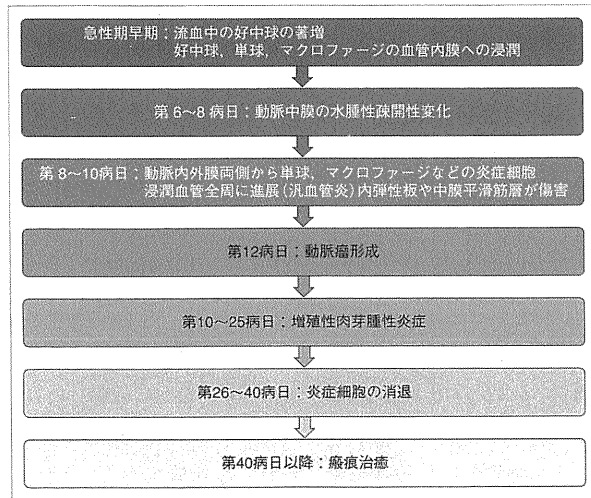 急性期早期：流血中の好中球の著増
好中球，単球，マクロファージの血管内膜への浸潤
第6〜8病日：動脈中膜の水腫性疎開性変化
第8〜10病日：動脈内外膜両側から単球，マクロファージなどの炎症細胞
浸潤血管全周に進展（汎血管炎）内弾性板や中膜平滑筋層が傷害
第12病日：動脈瘤形成
第10〜25病日：増殖性肉芽腫性炎症
第26〜40病日：炎症細胞の消退
第40病日以降：瘢痕治癒